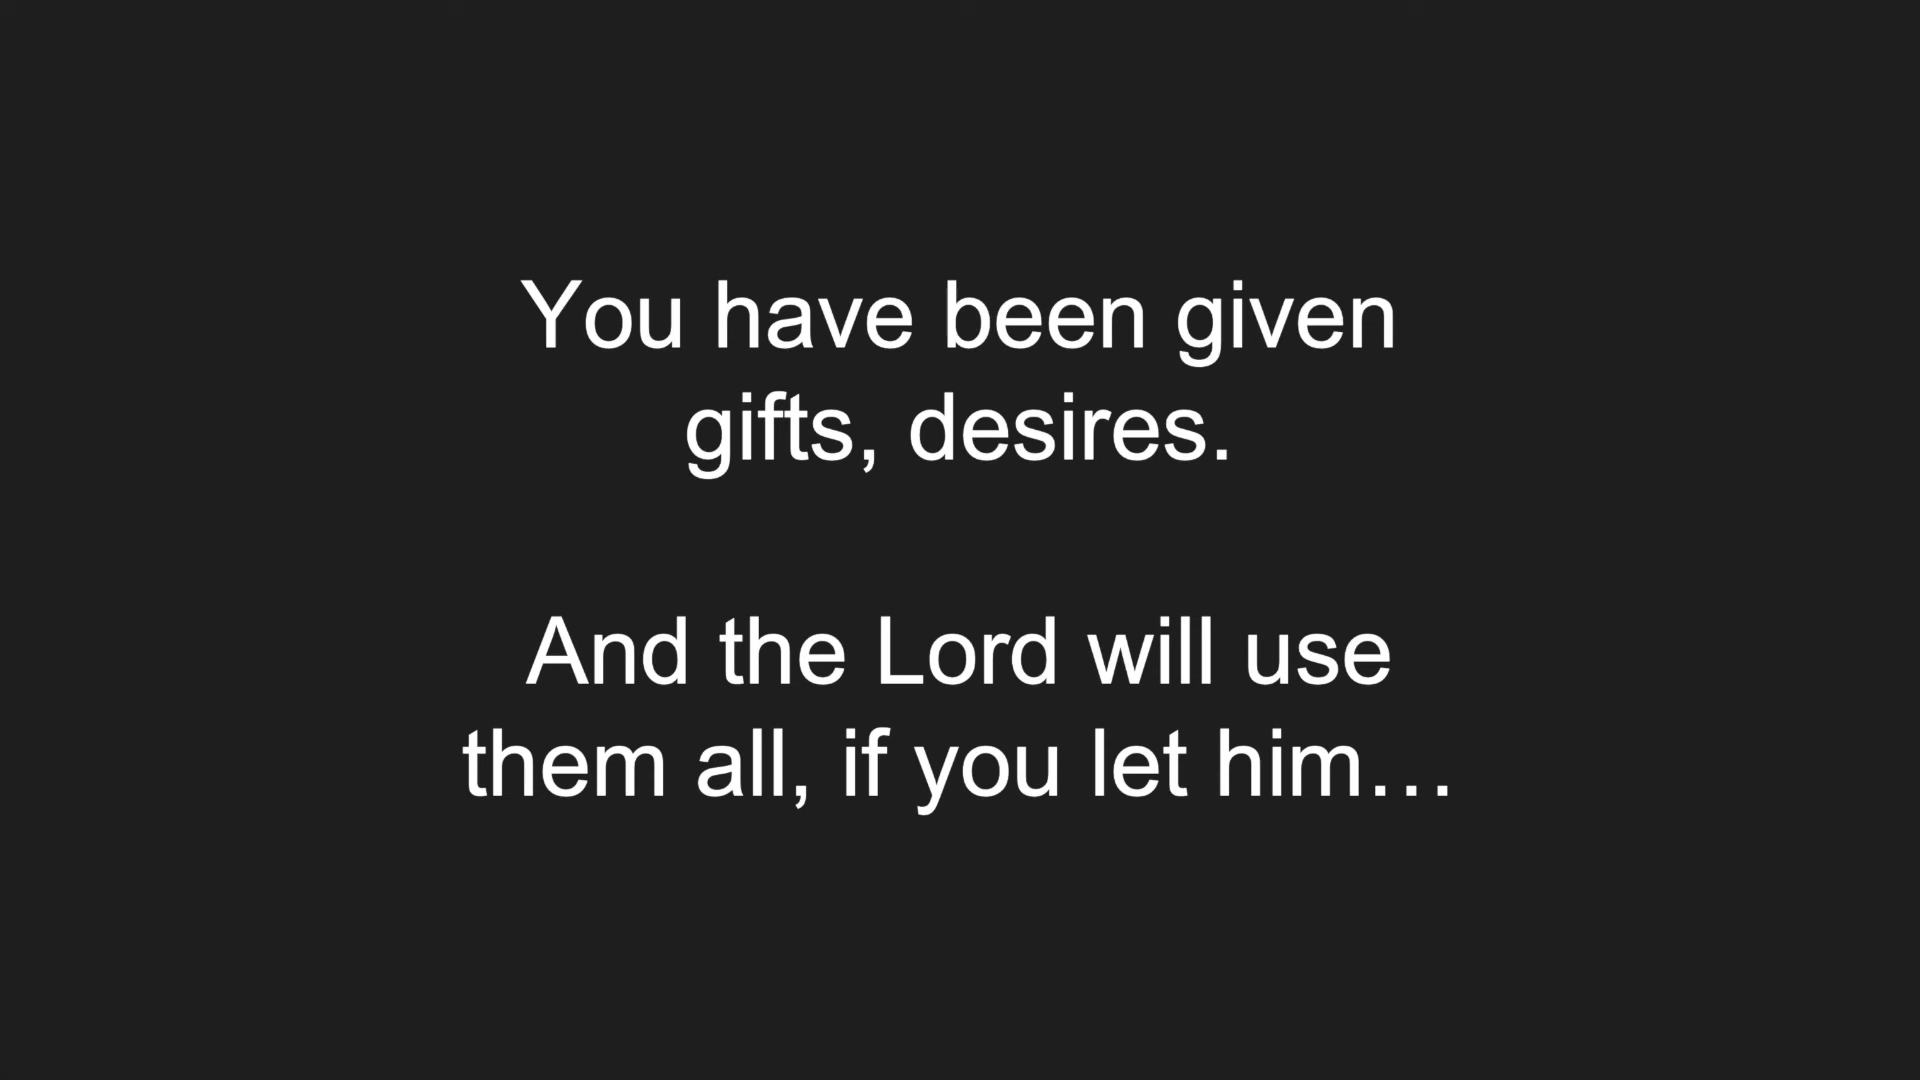 You have been given
gifts, desires.
And the Lord will use
them all, if you let him…